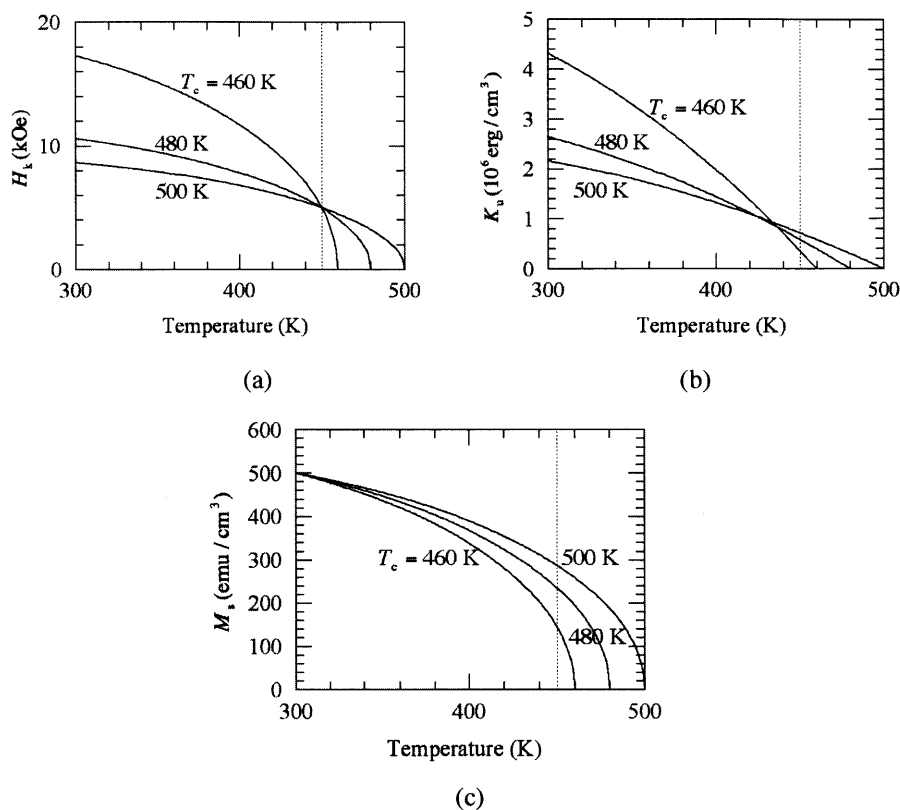 20
10
0
300
400
500
H_k (kOe)
T_c = 460 K
480 K
500 K
Temperature (K)
(a)
5
4
3
2
1
0
300
400
500
K_u (10^6 erg/cm^3)
T_c = 460 K
480 K
500 K
Temperature (K)
(b)
600
500
400
300
200
100
0
300
400
500
M_s (emu / cm^3)
T_c = 460 K
500 K
480 K
Temperature (K)
(c)